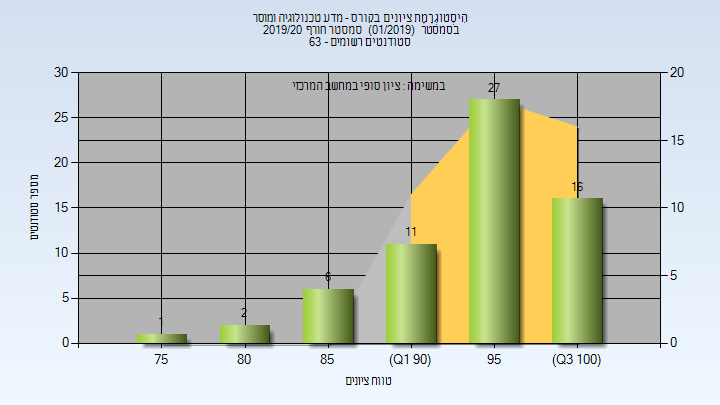 היסטוגרמת ציונים בקורס - מדע טכנולוגיה ומוסר
בסמסטר (01/2019) סמסטר חורף 2019/20
סטודנטים רשומים - 63
במשימה : ציון סופי במחשב המרכזי
מספר סטודנטים
30
25
20
15
10
5
0
20
15
10
5
0
1
2
6
11
27
16
75
80
85
(Q1 90)
95
(Q3 100)
טווח ציונים